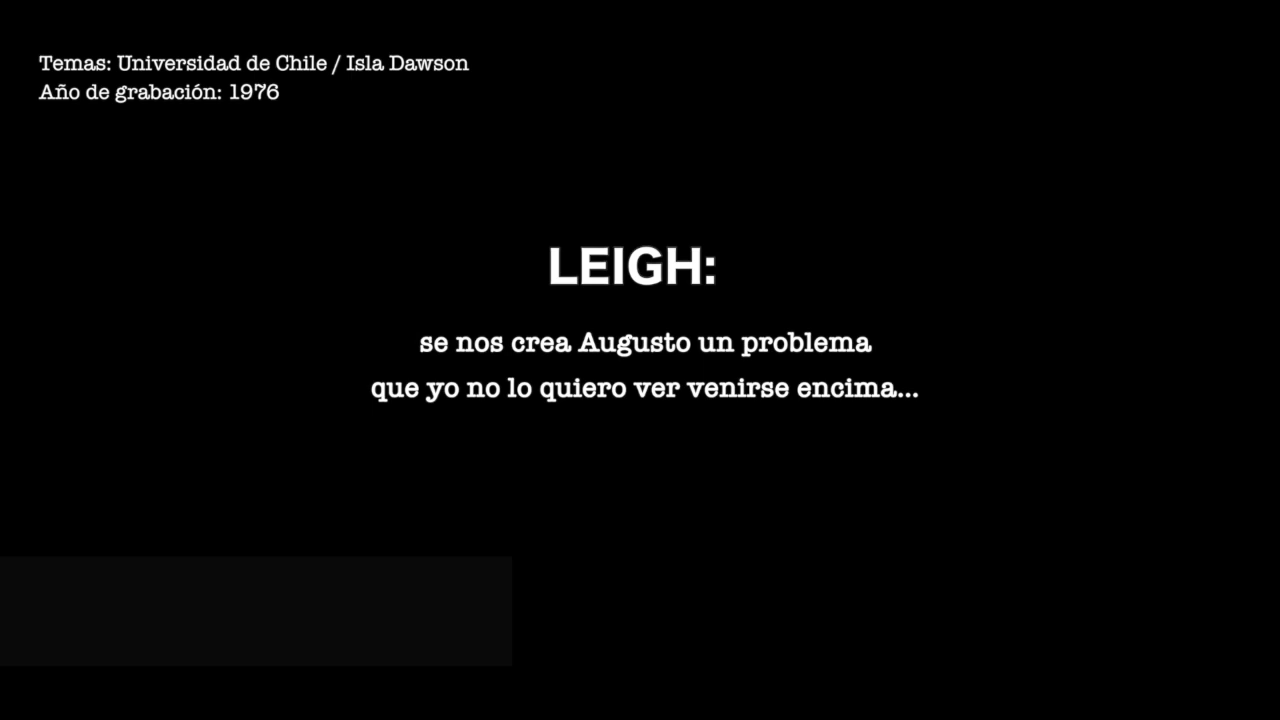 Temas: Universidad de Chile / Isla Dawson
Año de grabación: 1976
LEIGH:
se nos crea Augusto un problema
que yo no lo quiero ver venirse encima...